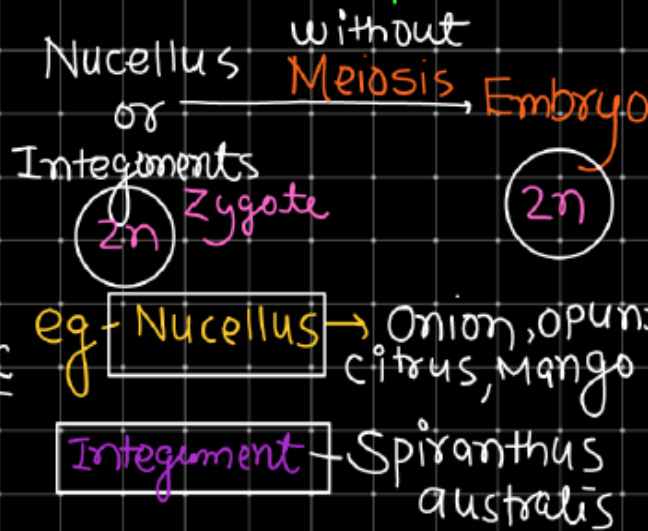 without
Nucellus Meiosis Embryo
or
Integuments
2n Zygote 2n
eg- Nucellus → Onion, opun
citrus, Mango
Integument - Spiranthus
australis